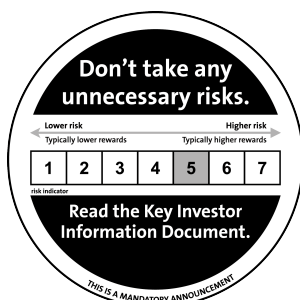 Don’t take any
unnecessary risks.
Lower risk Higher risk
Typically lower rewards Typically higher rewards
1 2 3 4 5 6 7
risk indicator
Read the Key Investor
Information Document.
THIS IS A MANDATORY ANNOUNCEMENT